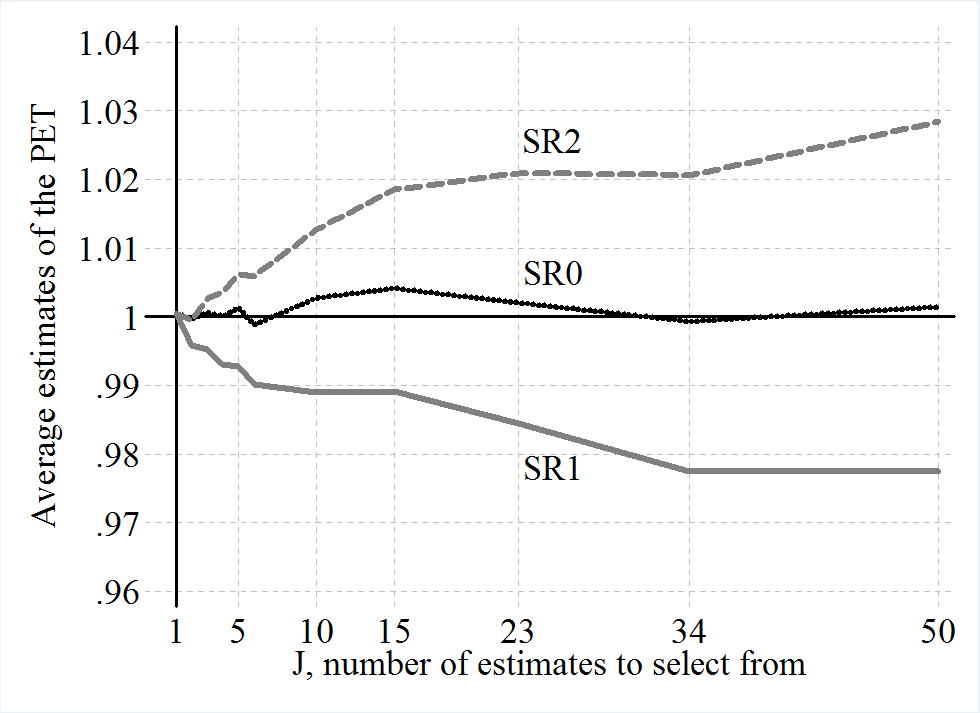 1.04
1.03
1.02
1.01
1
.99
.98
.97
.96
Average estimates of the PET
SR2
SR0
SR1
1 5 10 15 23 34 50
J, number of estimates to select from